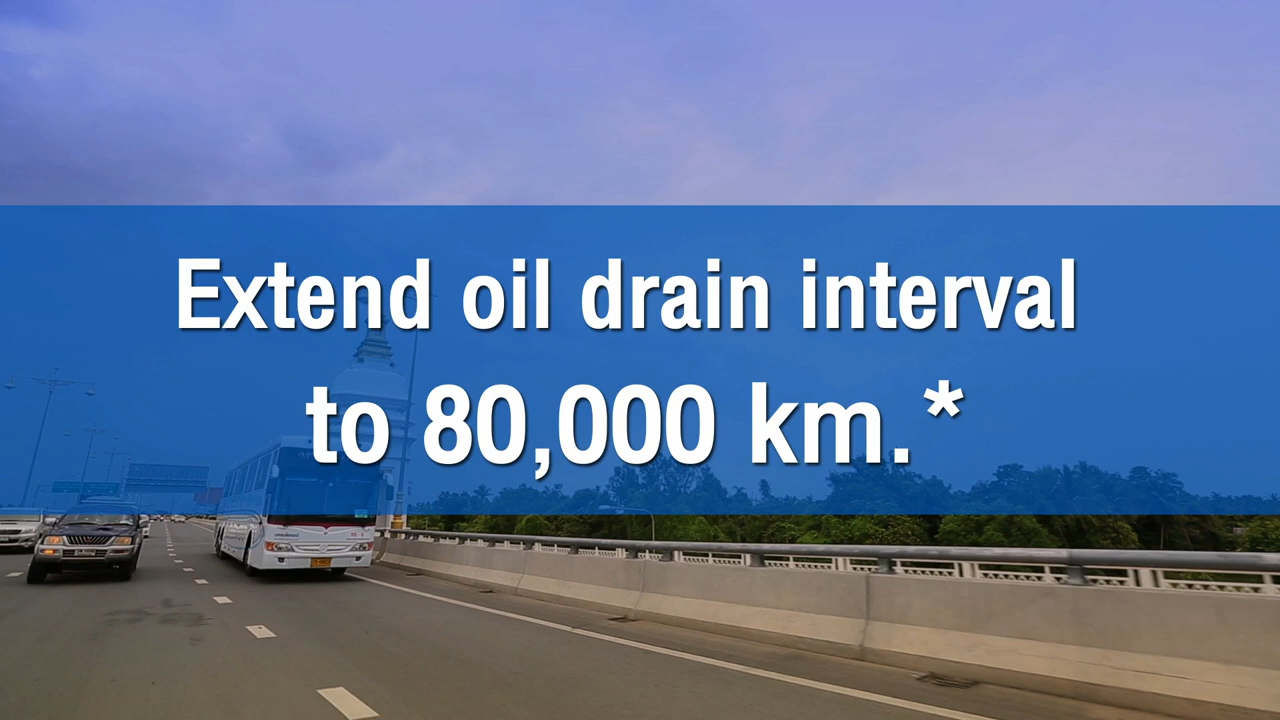 Extend oil drain interval
to 80,000 km.*